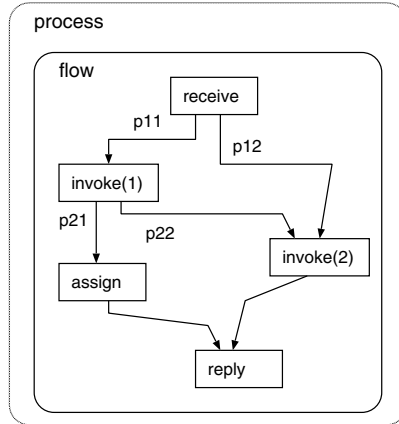 process
flow
receive
p11
p12
invoke(1)
p21
p22
invoke(2)
assign
reply